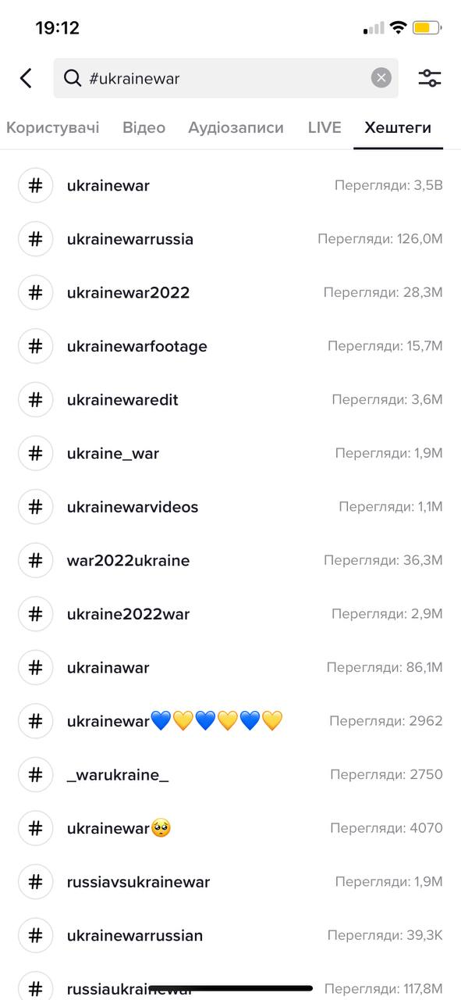 19:12
#ukrainewar
Користувачі Відео Аудіозаписи LIVE Хештеги
# ukrainewar Перегляди: 3,5B
# ukrainewarrussia Перегляди: 126,0M
# ukrainewar2022 Перегляди: 28,3M
# ukrainewarfootage Перегляди: 15,7M
# ukrainewaredit Перегляди: 3,6M
# ukraine_war Перегляди: 1,9M
# ukrainewarvideos Перегляди: 1,1M
# war2022ukraine Перегляди: 36,3M
# ukraine2022war Перегляди: 2,9M
# ukrainawar Перегляди: 86,1M
# ukrainewar💙💛💙💛💙💛 Перегляди: 2962
# _warukraine_ Перегляди: 2750
# ukrainewar🥺 Перегляди: 4070
# russiavsukrainewar Перегляди: 1,9M
# ukrainewarrussian Перегляди: 39,3K
# russiaukrainewar Перегляди: 117,8M